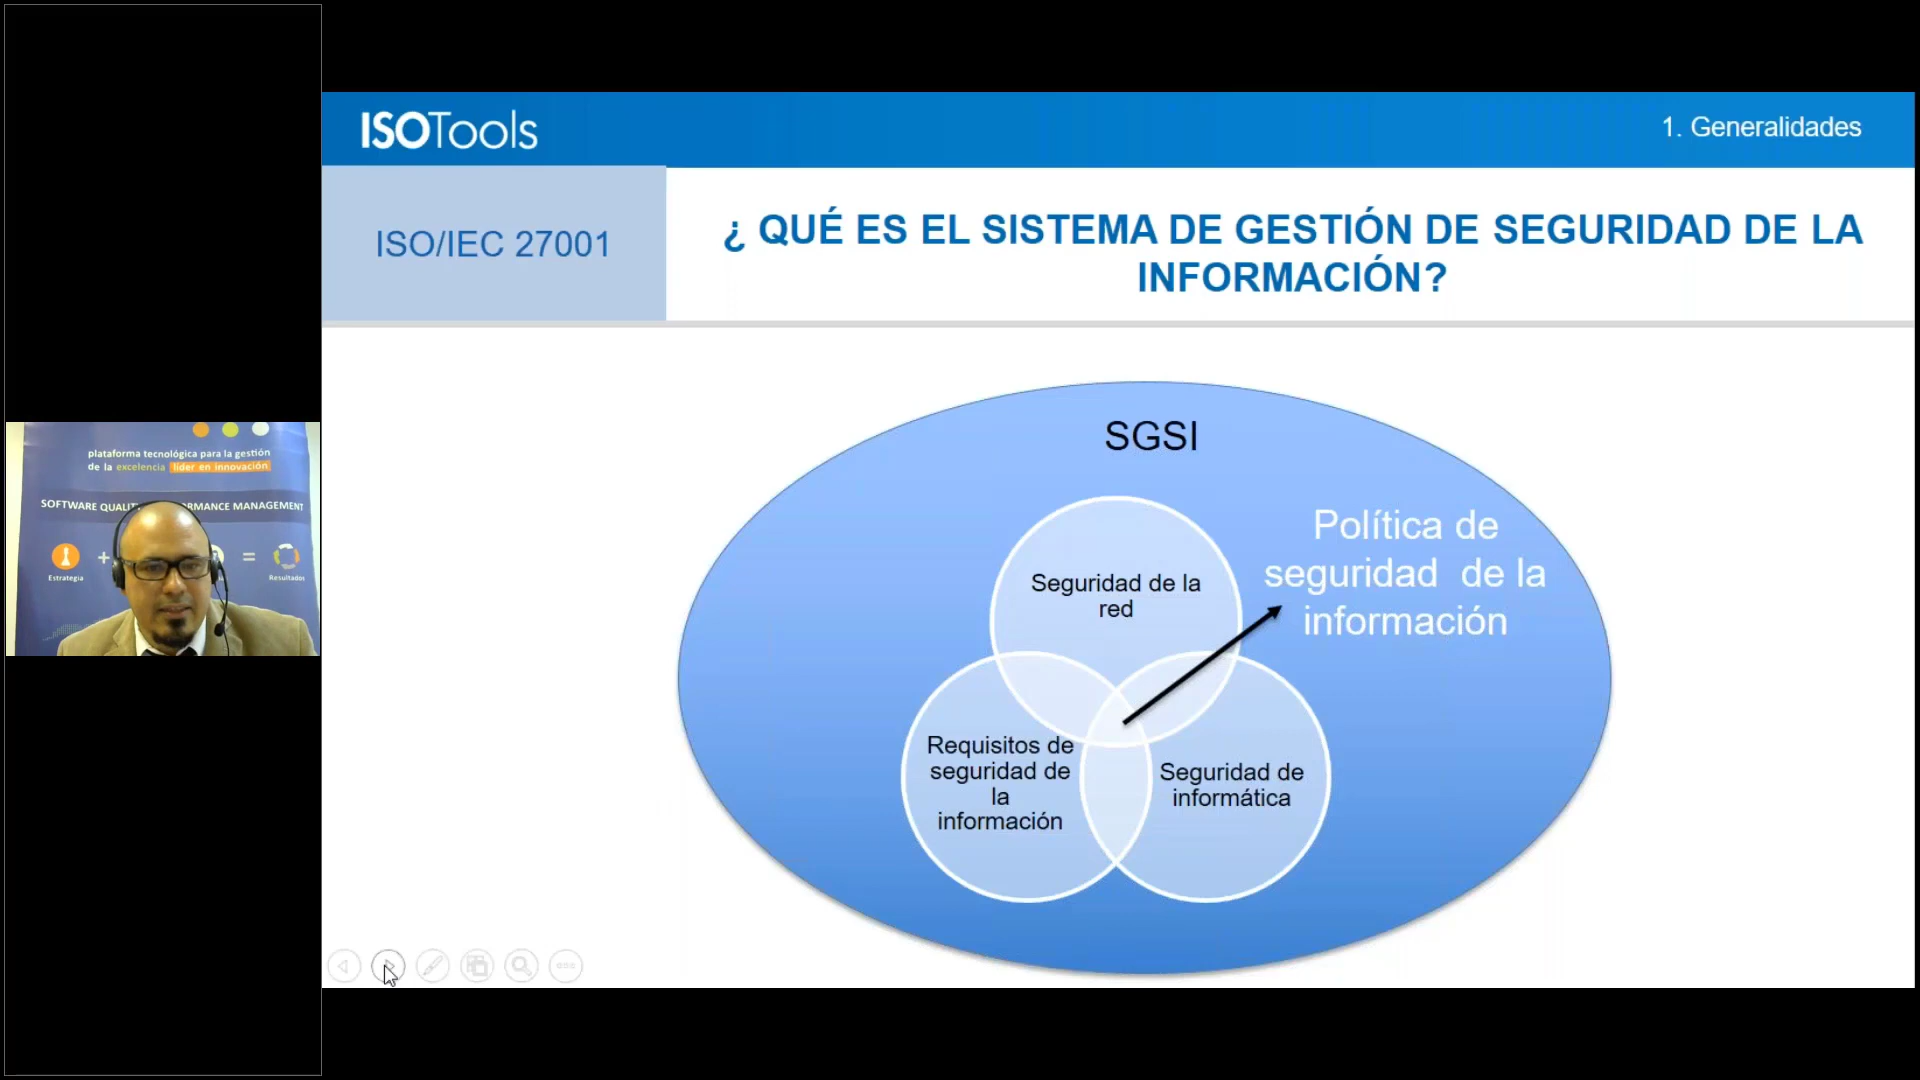 ISOTools
1. Generalidades
ISO/IEC 27001
¿ QUÉ ES EL SISTEMA DE GESTIÓN DE SEGURIDAD DE LA
INFORMACIÓN?
SGSI
Política de
seguridad de la
información
Seguridad de la
red
Requisitos de
seguridad de
la
información
Seguridad de
informática
plataforma tecnológica para la gestión
de la excelencia líder en innovación
SOFTWARE QUALIT RMANCE MANAGEMENT
+ =
Estrategia
Resultados